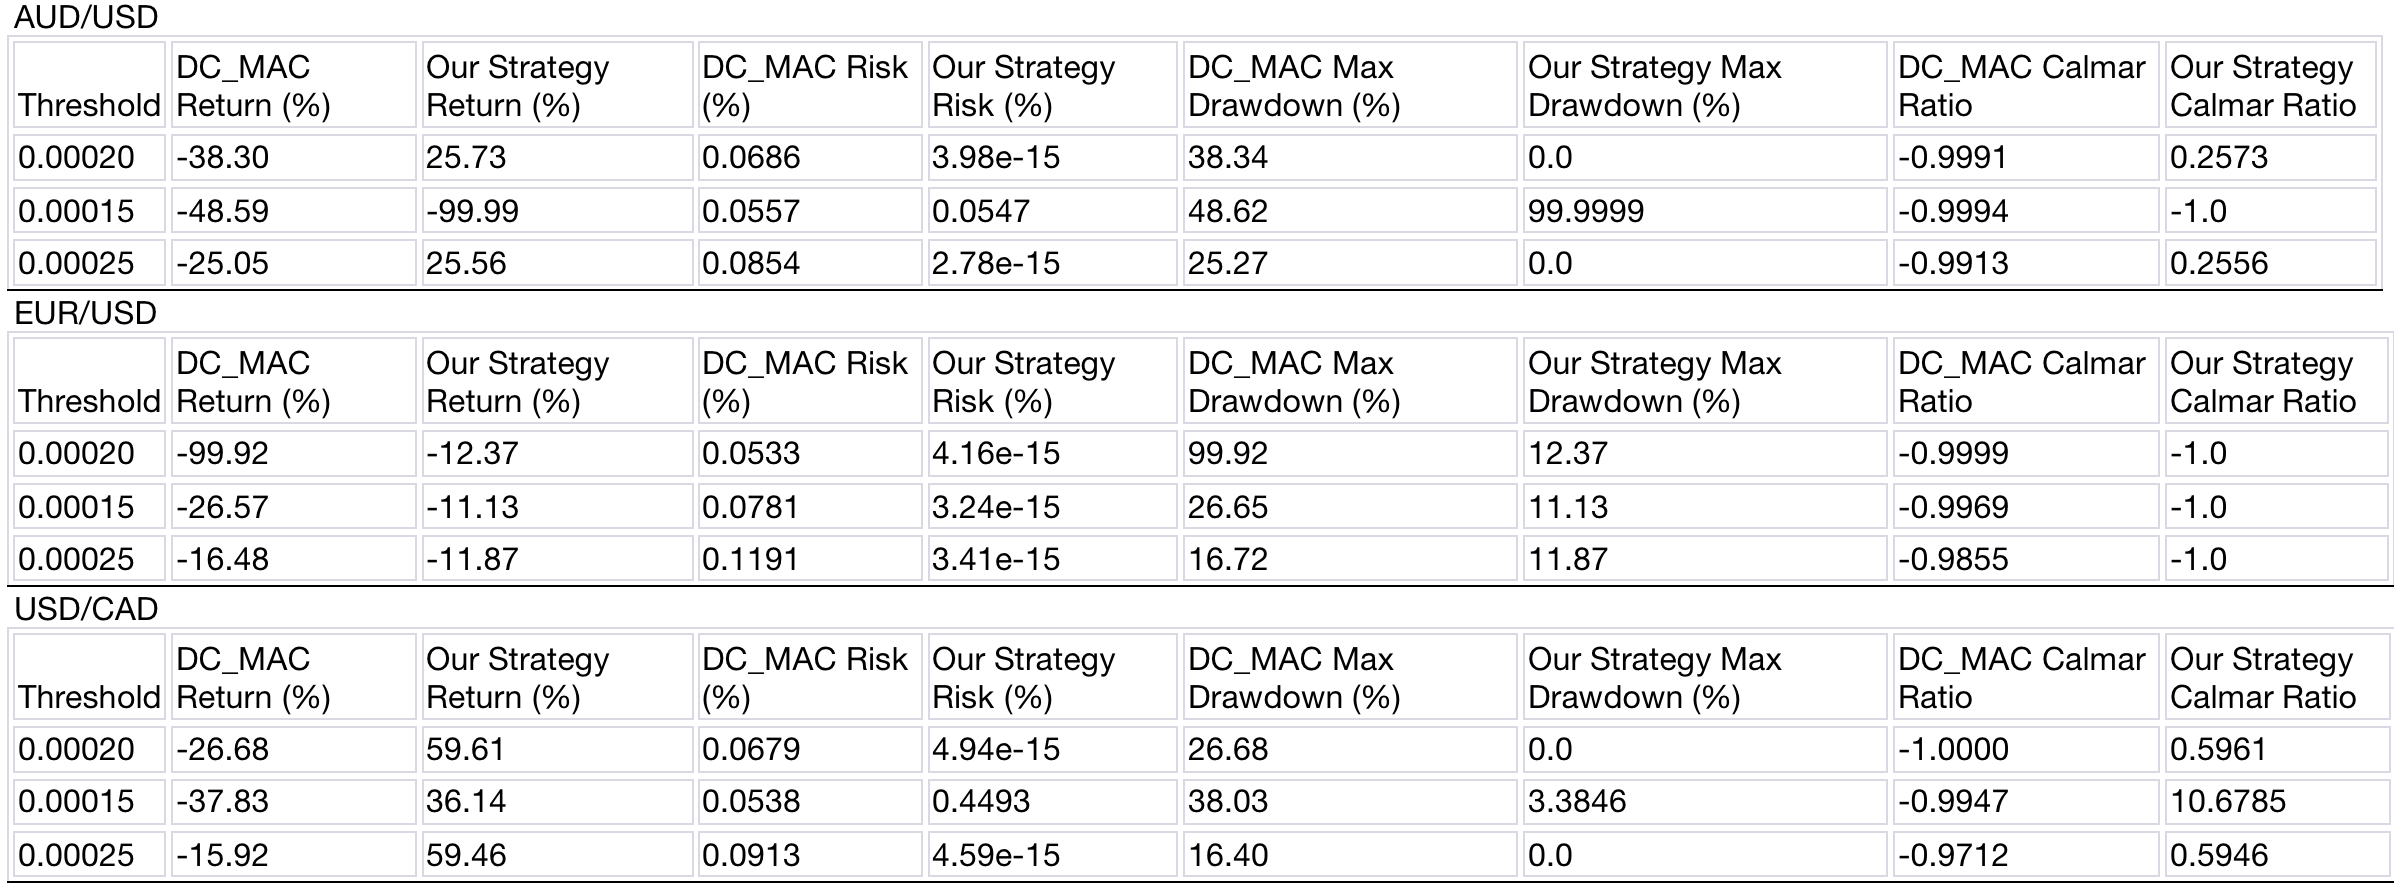 AUD/USD
Threshold DC_MAC Return (%) Our Strategy Return (%) DC_MAC Risk (%) Our Strategy Risk (%) DC_MAC Max Drawdown (%) Our Strategy Max Drawdown (%) DC_MAC Calmar Ratio Our Strategy Calmar Ratio
0.00020 -38.30 25.73 0.0686 3.98e-15 38.34 0.0 -0.9991 0.2573
0.00015 -48.59 -99.99 0.0557 0.0547 48.62 99.9999 -0.9994 -1.0
0.00025 -25.05 25.56 0.0854 2.78e-15 25.27 0.0 -0.9913 0.2556
EUR/USD
Threshold DC_MAC Return (%) Our Strategy Return (%) DC_MAC Risk (%) Our Strategy Risk (%) DC_MAC Max Drawdown (%) Our Strategy Max Drawdown (%) DC_MAC Calmar Ratio Our Strategy Calmar Ratio
0.00020 -99.92 -12.37 0.0533 4.16e-15 99.92 12.37 -0.9999 -1.0
0.00015 -26.57 -11.13 0.0781 3.24e-15 26.65 11.13 -0.9969 -1.0
0.00025 -16.48 -11.87 0.1191 3.41e-15 16.72 11.87 -0.9855 -1.0
USD/CAD
Threshold DC_MAC Return (%) Our Strategy Return (%) DC_MAC Risk (%) Our Strategy Risk (%) DC_MAC Max Drawdown (%) Our Strategy Max Drawdown (%) DC_MAC Calmar Ratio Our Strategy Calmar Ratio
0.00020 -26.68 59.61 0.0679 4.94e-15 26.68 0.0 -1.0000 0.5961
0.00015 -37.83 36.14 0.0538 0.4493 38.03 3.3846 -0.9947 10.6785
0.00025 -15.92 59.46 0.0913 4.59e-15 16.40 0.0 -0.9712 0.5946